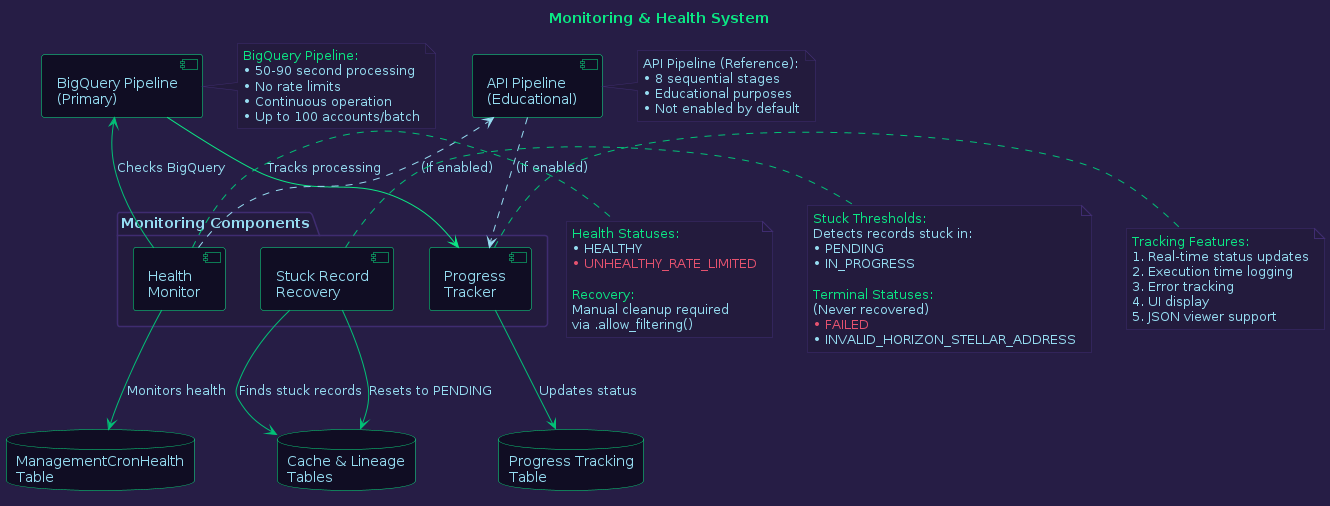 Monitoring & Health System
BigQuery Pipeline
(Primary)
BigQuery Pipeline:
• 50-90 second processing
• No rate limits
• Continuous operation
• Up to 100 accounts/batch
API Pipeline
(Educational)
API Pipeline (Reference):
• 8 sequential stages
• Educational purposes
• Not enabled by default
Checks BigQuery
Tracks processing
(If enabled)
(If enabled)
Monitoring Components
Health
Monitor
Stuck Record
Recovery
Progress
Tracker
Health Statuses:
• HEALTHY
• UNHEALTHY_RATE_LIMITED
Recovery:
Manual cleanup required
via .allow_filtering()
Stuck Thresholds:
Detects records stuck in:
• PENDING
• IN_PROGRESS
Terminal Statuses:
(Never recovered)
• FAILED
• INVALID_HORIZON_STELLAR_ADDRESS
Tracking Features:
1. Real-time status updates
2. Execution time logging
3. Error tracking
4. UI display
5. JSON viewer support
Monitors health
Finds stuck records
Resets to PENDING
Updates status
ManagementCronHealth
Table
Cache & Lineage
Tables
Progress Tracking
Table